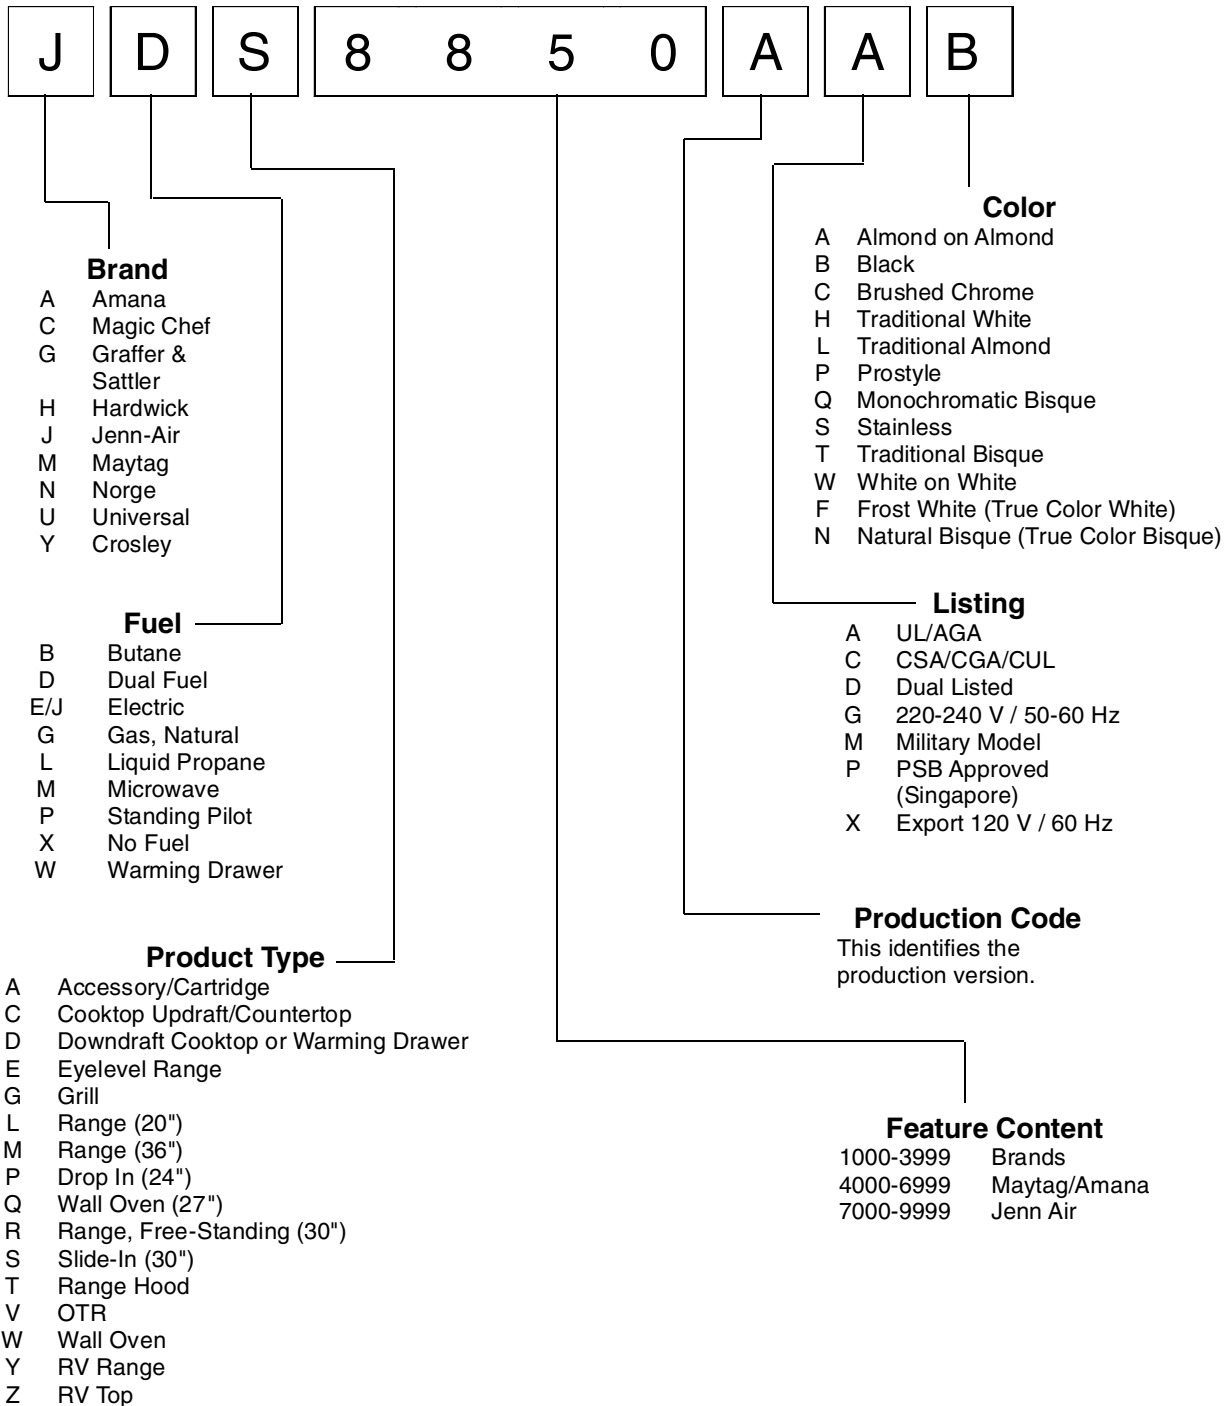 J D S 8 8 5 0 A A B
Brand
A Amana
C Magic Chef
G Graffer &
Sattler
H Hardwick
J Jenn-Air
M Maytag
N Norge
U Universal
Y Crosley
Fuel
B Butane
D Dual Fuel
E/J Electric
G Gas, Natural
L Liquid Propane
M Microwave
P Standing Pilot
X No Fuel
W Warming Drawer
Product Type
A Accessory/Cartridge
C Cooktop Updraft/Countertop
D Downdraft Cooktop or Warming Drawer
E Eyelevel Range
G Grill
L Range (20")
M Range (36")
P Drop In (24")
Q Wall Oven (27")
R Range, Free-Standing (30")
S Slide-In (30")
T Range Hood
V OTR
W Wall Oven
Y RV Range
Z RV Top
Color
A Almond on Almond
B Black
C Brushed Chrome
H Traditional White
L Traditional Almond
P Prostyle
Q Monochromatic Bisque
S Stainless
T Traditional Bisque
W White on White
F Frost White (True Color White)
N Natural Bisque (True Color Bisque)
Listing
A UL/AGA
C CSA/CGA/CUL
D Dual Listed
G 220-240 V / 50-60 Hz
M Military Model
P PSB Approved
(Singapore)
X Export 120 V / 60 Hz
Production Code
This identifies the
production version.
Feature Content
1000-3999 Brands
4000-6999 Maytag/Amana
7000-9999 Jenn Air